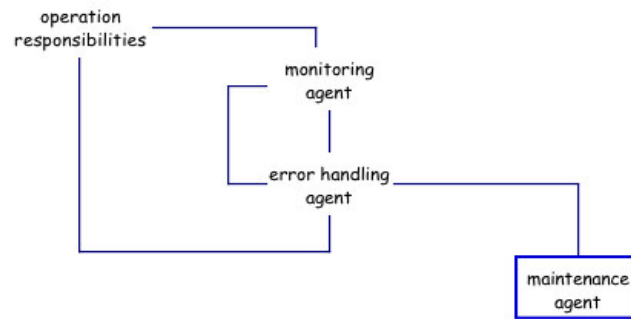 operation
responsibilities
monitoring
agent
error handling
agent
maintenance
agent